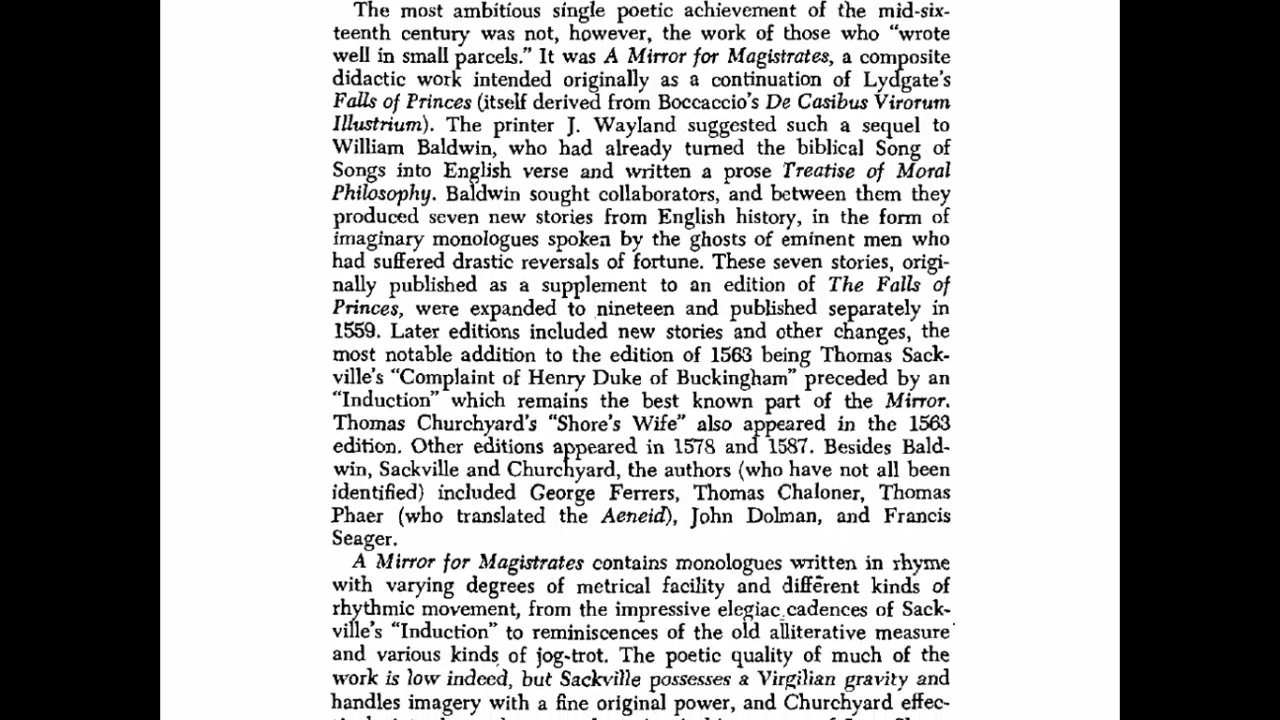 The most ambitious single poetic achievement of the mid-six-
teenth century was not, however, the work of those who "wrote
well in small parcels." It was A Mirror for Magistrates, a composite
didactic work intended originally as a continuation of Lydgate's
Falls of Princes (itself derived from Boccaccio's De Casibus Virorum
Illustrium). The printer J. Wayland suggested such a sequel to
William Baldwin, who had already turned the biblical Song of
Songs into English verse and written a prose Treatise of Moral
Philosophy. Baldwin sought collaborators, and between them they
produced seven new stories from English history, in the form of
imaginary monologues spoken by the ghosts of eminent men who
had suffered drastic reversals of fortune. These seven stories, origi-
nally published as a supplement to an edition of The Falls of
Princes, were expanded to nineteen and published separately in
1559. Later editions included new stories and other changes, the
most notable addition to the edition of 1563 being Thomas Sack-
ville's "Complaint of Henry Duke of Buckingham" preceded by an
"Induction" which remains the best known part of the Mirror.
Thomas Churchyard's "Shore's Wife" also appeared in the 1563
edition. Other editions appeared in 1578 and 1587. Besides Bald-
win, Sackville and Churchyard, the authors (who have not all been
identified) included George Ferrers, Thomas Chaloner, Thomas
Phaer (who translated the Aeneid), John Dolman, and Francis
Seager.
A Mirror for Magistrates contains monologues written in rhyme
with varying degrees of metrical facility and different kinds of
rhythmic movement, from the impressive elegiac cadences of Sack-
ville's "Induction" to reminiscences of the old alliterative measure
and various kinds of jog-trot. The poetic quality of much of the
work is low indeed, but Sackville possesses a Virgilian gravity and
handles imagery with a fine original power, and Churchyard effec-